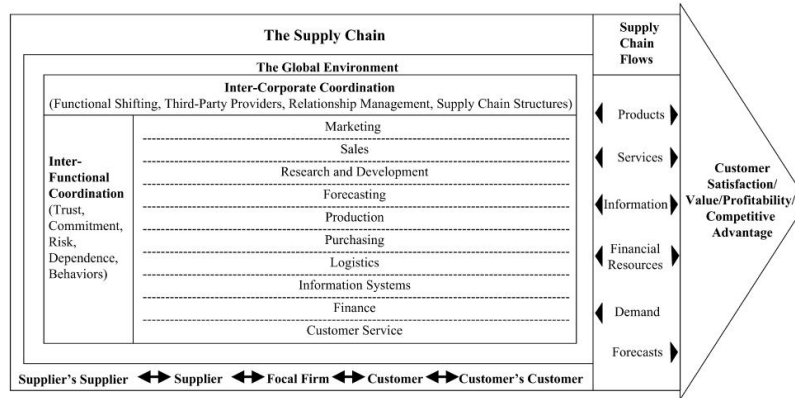 The Supply Chain
Supply
Chain
Flows
The Global Environment
Inter-Corporate Coordination
(Functional Shifting, Third-Party Providers, Relationship Management, Supply Chain Structures)
Inter-
Functional
Coordination
(Trust,
Commitment,
Risk,
Dependence,
Behaviors)
Marketing
Sales
Research and Development
Forecasting
Production
Purchasing
Logistics
Information Systems
Finance
Customer Service
Products
Services
Information
Financial
Resources
Demand
Forecasts
Customer
Satisfaction/
Value/Profitability/
Competitive
Advantage
Supplier's Supplier Supplier Focal Firm Customer Customer's Customer